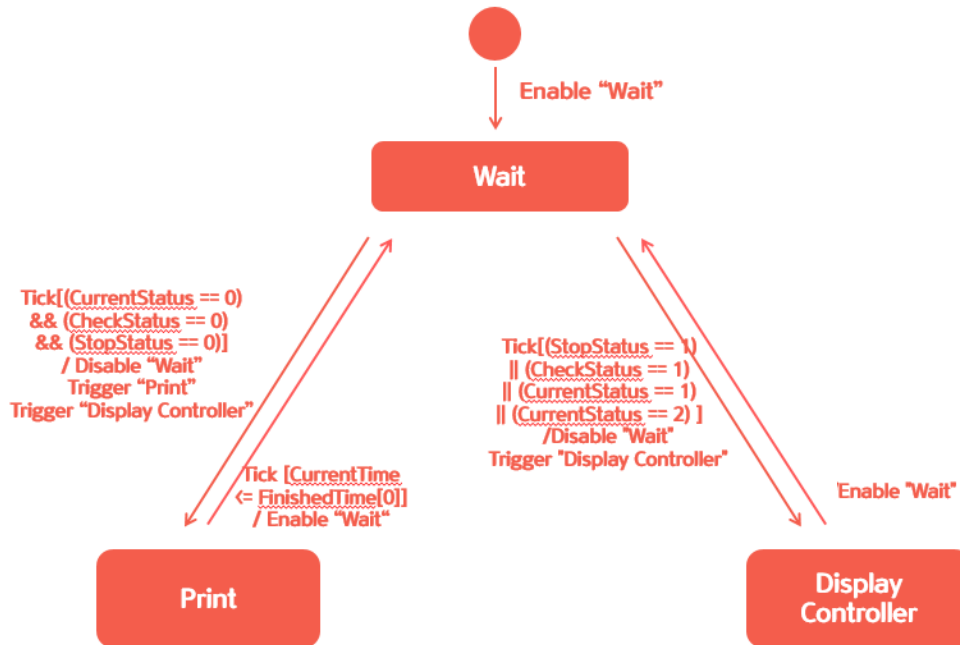 Enable “Wait”
Wait
Tick[(CurrentStatus == 0)
&& (CheckStatus == 0)
&& (StopStatus == 0)]
/ Disable “Wait”
Trigger “Print”
Trigger “Display Controller”
Tick[(StopStatus == 1)
|| (CheckStatus == 1)
|| (CurrentStatus == 1)
|| (CurrentStatus == 2) ]
/Disable "Wait"
Trigger "Display Controller"
Tick [CurrentTime
<= FinishedTime[0]]
/ Enable “Wait“
'Enable "Wait"
Print
Display
Controller